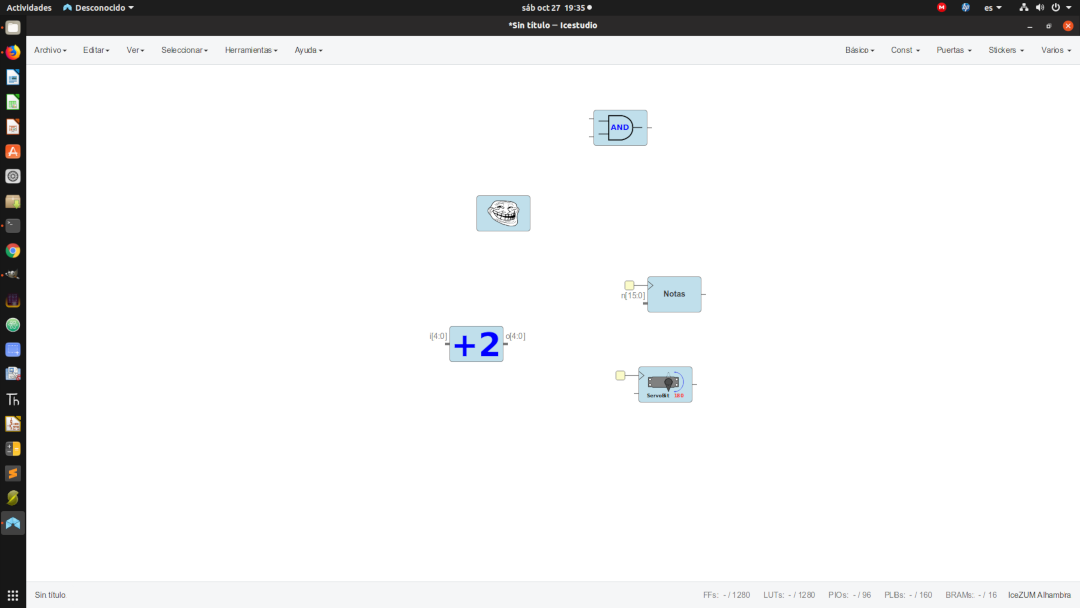 Actividades Desconocido sáb oct 27 19:35 es
*Sin título – Icestudio
Archivo Editar Ver Seleccionar Herramientas Ayuda Básico Const Puertas Stickers Varios
AND
n[15:0] Notas
i[4:0] +2 o[4:0]
ServoBit 180
Sin título FFs: - / 1280 LUTs: - / 1280 PIOs: - / 96 PLBs: - / 160 BRAMs: - / 16 IceZUM Alhambra